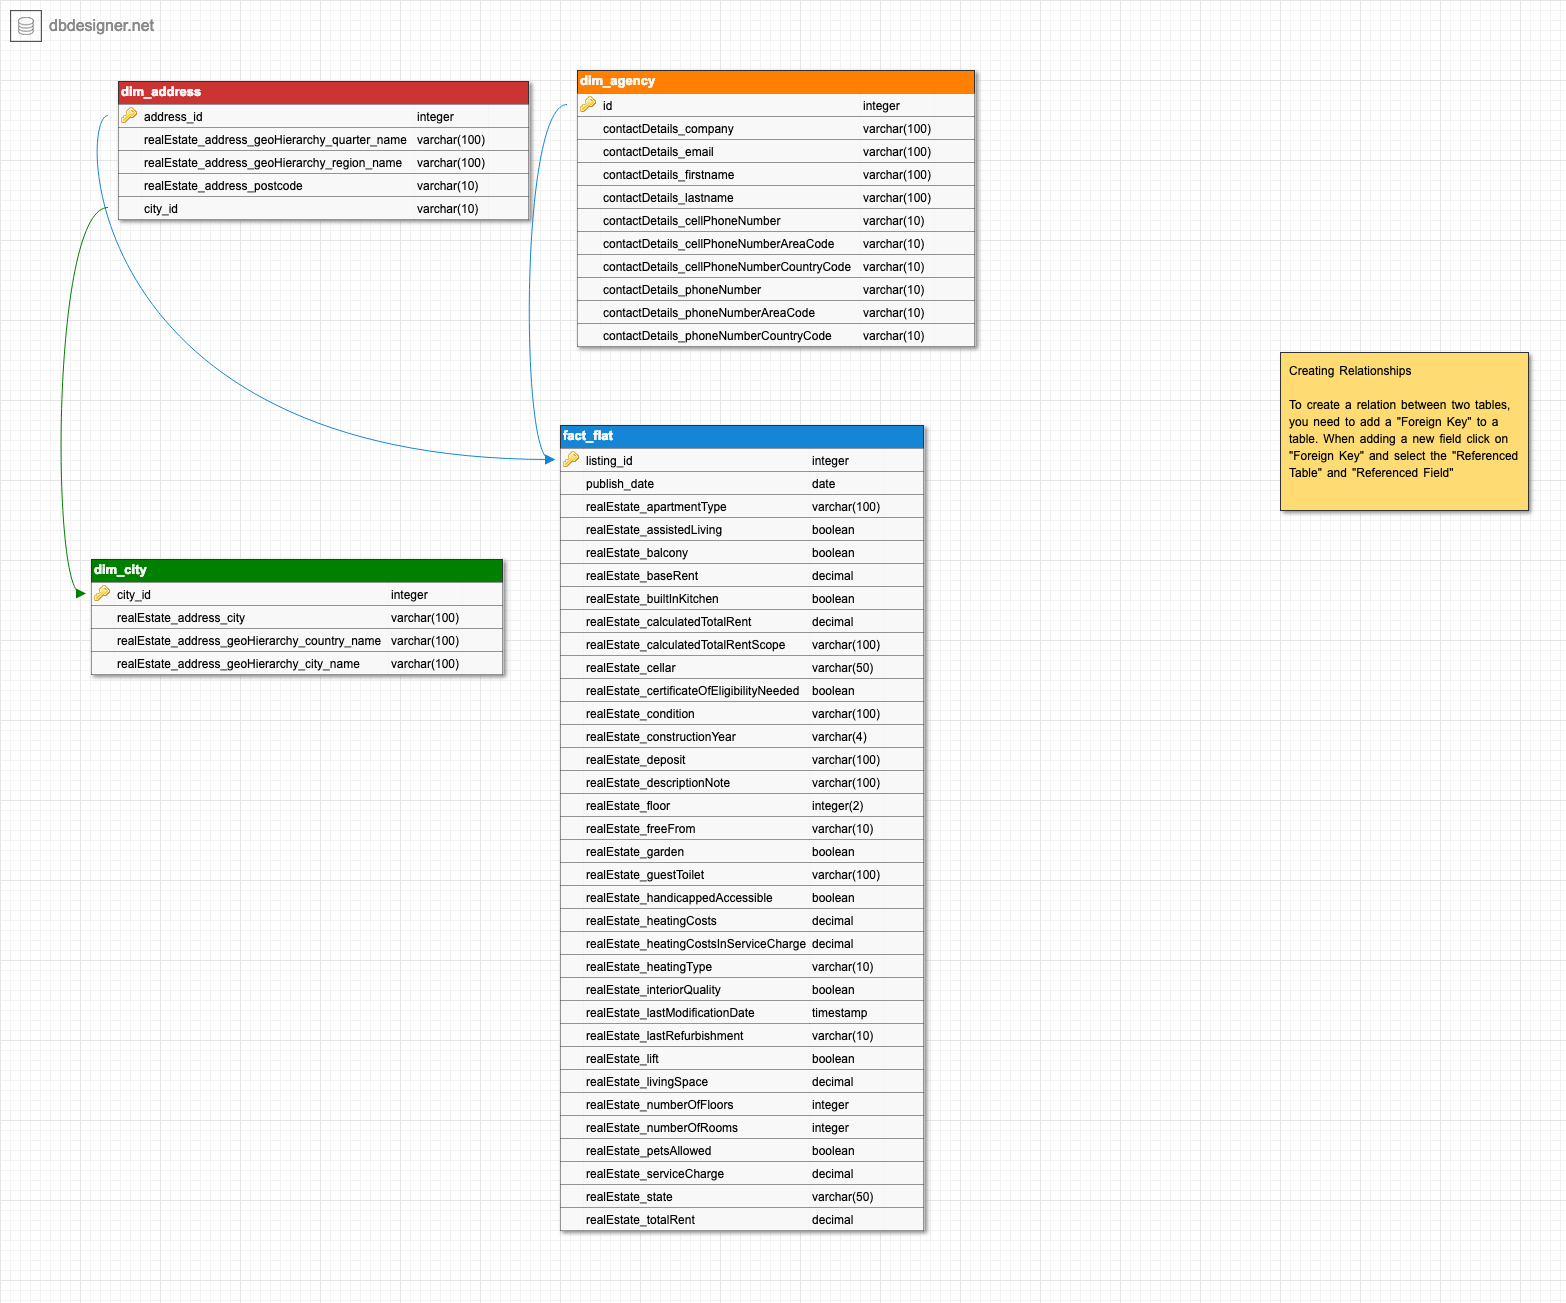 dbdesigner.net
dim_address
address_id integer
realEstate_address_geoHierarchy_quarter_name varchar(100)
realEstate_address_geoHierarchy_region_name varchar(100)
realEstate_address_postcode varchar(10)
city_id varchar(10)
dim_agency
id integer
contactDetails_company varchar(100)
contactDetails_email varchar(100)
contactDetails_firstname varchar(100)
contactDetails_lastname varchar(100)
contactDetails_cellPhoneNumber varchar(10)
contactDetails_cellPhoneNumberAreaCode varchar(10)
contactDetails_cellPhoneNumberCountryCode varchar(10)
contactDetails_phoneNumber varchar(10)
contactDetails_phoneNumberAreaCode varchar(10)
contactDetails_phoneNumberCountryCode varchar(10)
Creating Relationships
To create a relation between two tables,
you need to add a "Foreign Key" to a
table. When adding a new field click on
"Foreign Key" and select the "Referenced
Table" and "Referenced Field"
dim_city
city_id integer
realEstate_address_city varchar(100)
realEstate_address_geoHierarchy_country_name varchar(100)
realEstate_address_geoHierarchy_city_name varchar(100)
fact_flat
listing_id integer
publish_date date
realEstate_apartmentType varchar(100)
realEstate_assistedLiving boolean
realEstate_balcony boolean
realEstate_baseRent decimal
realEstate_builtInKitchen boolean
realEstate_calculatedTotalRent decimal
realEstate_calculatedTotalRentScope varchar(100)
realEstate_cellar varchar(50)
realEstate_certificateOfEligibilityNeeded boolean
realEstate_condition varchar(100)
realEstate_constructionYear varchar(4)
realEstate_deposit varchar(100)
realEstate_descriptionNote varchar(100)
realEstate_floor integer(2)
realEstate_freeFrom varchar(10)
realEstate_garden boolean
realEstate_guestToilet varchar(100)
realEstate_handicappedAccessible boolean
realEstate_heatingCosts decimal
realEstate_heatingCostsInServiceCharge decimal
realEstate_heatingType varchar(10)
realEstate_interiorQuality boolean
realEstate_lastModificationDate timestamp
realEstate_lastRefurbishment varchar(10)
realEstate_lift boolean
realEstate_livingSpace decimal
realEstate_numberOfFloors integer
realEstate_numberOfRooms integer
realEstate_petsAllowed boolean
realEstate_serviceCharge decimal
realEstate_state varchar(50)
realEstate_totalRent decimal